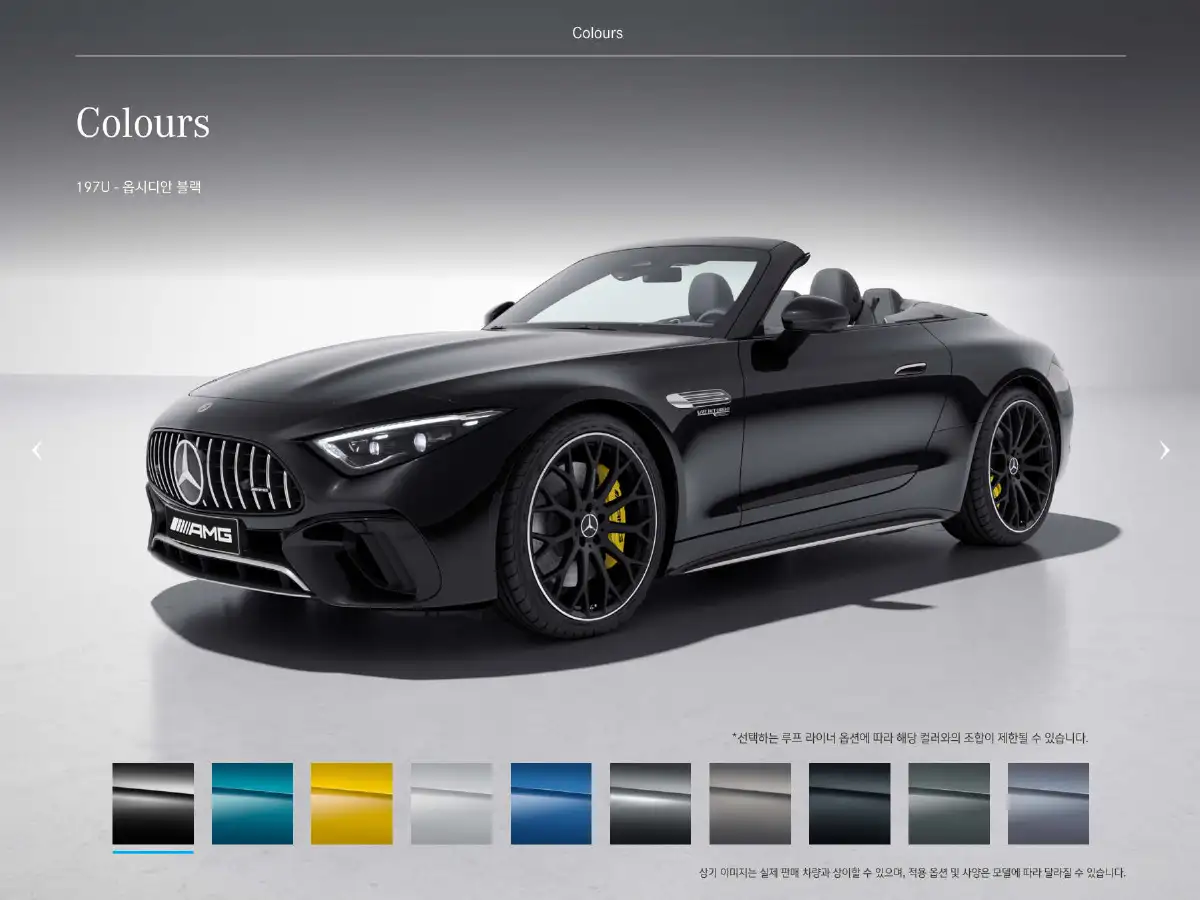 Colours
Colours
197U - 옵시디안 블랙
AMG
*선택하는 루프 라이너 옵션에 따라 해당 컬러와의 조합이 제한될 수 있습니다.
상기 이미지는 실제 판매 차량과 상이할 수 있으며, 적용 옵션 및 사양은 모델에 따라 달라질 수 있습니다.